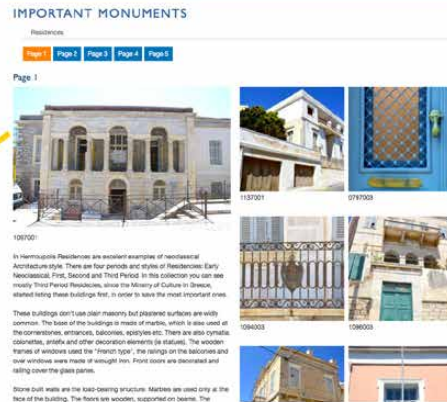 IMPORTANT MONUMENTS
Residences
Page 1 Page 2 Page 3 Page 4 Page 5
Page 1
1097001
1137001 0797003
1094003 1096003
In Hermoupolis Residences are excellent examples of neoclassical
Architecture style. There are four periods and styles of Residencies: Early
Neoclassical, First, Second and Third Period. In this collection you can see
mostly Third Period Residecies, since the Ministry of Culture in Greece,
started listing these buildings first, in order to save the most important ones.
These buildings don't use plain masonry but plastered surfaces are widly
common. The base of the buildings is made of marble, which is also used at
the cornerstones, entrances, balconies, epistyles etc. There are also cymatia,
colonettes, antefix and other decoration elements (ie statues). The wooden
frames of windows used the "French type", the railings on the balconies and
over windows were made of wrought iron. Front doors are decorated and
railling cover the glass panes.
Stone built walls are the load-bearing structure. Marbles are used only at the
face of the building. The floors are wooden, supported on beams. The